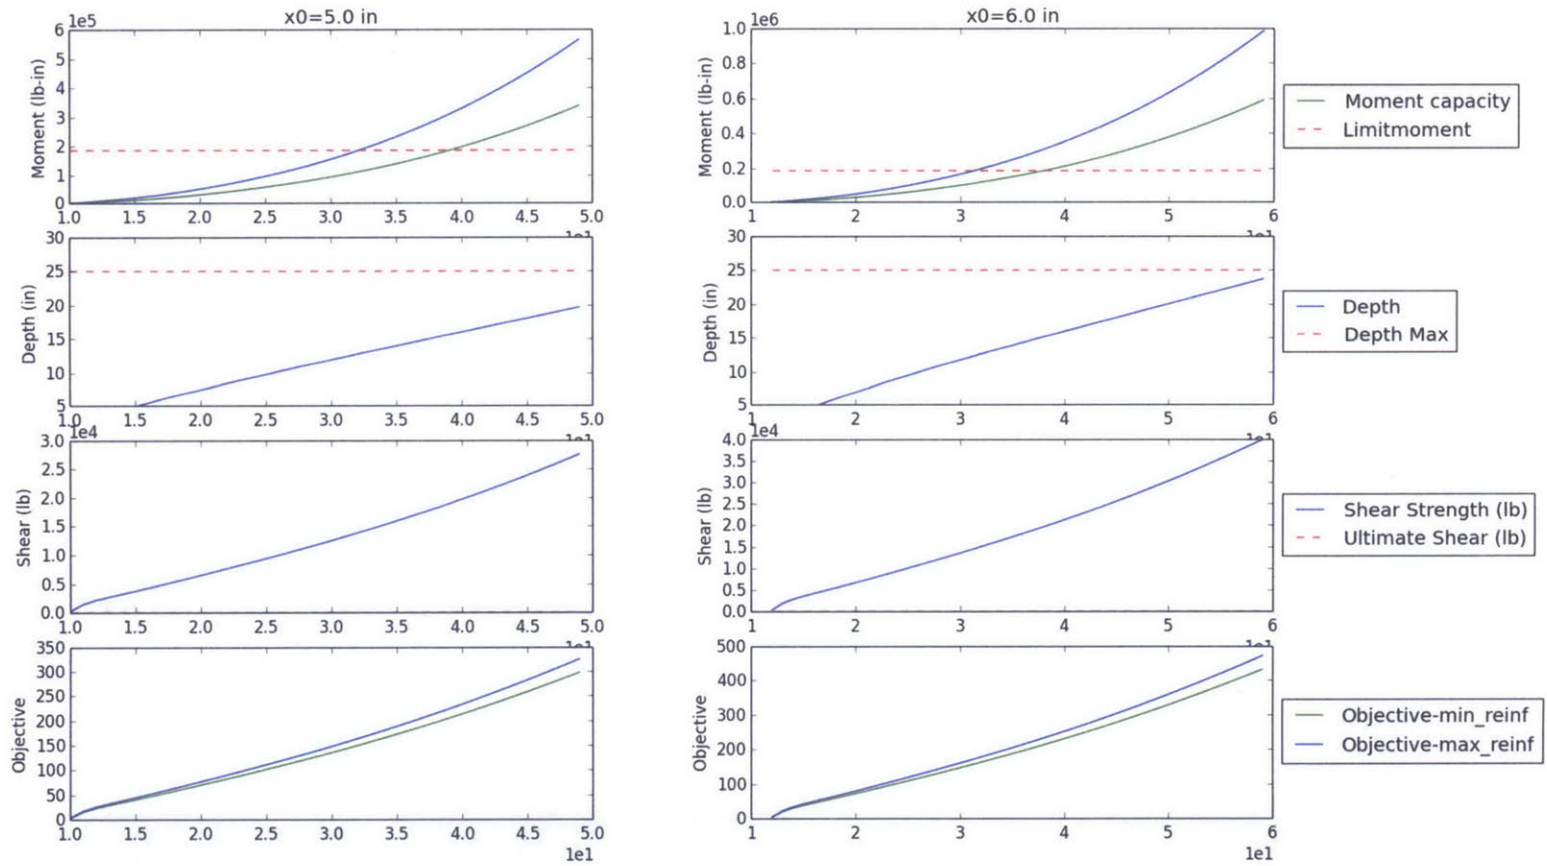 x0=5.0 in
1e5
Moment (lb-in)
6
5
4
3
2
1
0
1.0 1.5 2.0 2.5 3.0 3.5 4.0 4.5 5.0
1e1
Depth (in)
30
25
20
15
10
5
1.0 1.5 2.0 2.5 3.0 3.5 4.0 4.5 5.0
1e1
1e4
Shear (lb)
3.0
2.5
2.0
1.5
1.0
0.5
0.0
1.0 1.5 2.0 2.5 3.0 3.5 4.0 4.5 5.0
1e1
Objective
350
300
250
200
150
100
50
0
1.0 1.5 2.0 2.5 3.0 3.5 4.0 4.5 5.0
1e1
x0=6.0 in
1e6
Moment (lb-in)
1.0
0.8
0.6
0.4
0.2
0.0
1 2 3 4 5 6
1e1
Moment capacity
Limitmoment
Depth (in)
30
25
20
15
10
5
1 2 3 4 5 6
1e1
Depth
Depth Max
1e4
Shear (lb)
4.0
3.5
3.0
2.5
2.0
1.5
1.0
0.5
0.0
1 2 3 4 5 6
1e1
Shear Strength (lb)
Ultimate Shear (lb)
Objective
500
400
300
200
100
0
1 2 3 4 5 6
1e1
Objective-min_reinf
Objective-max_reinf